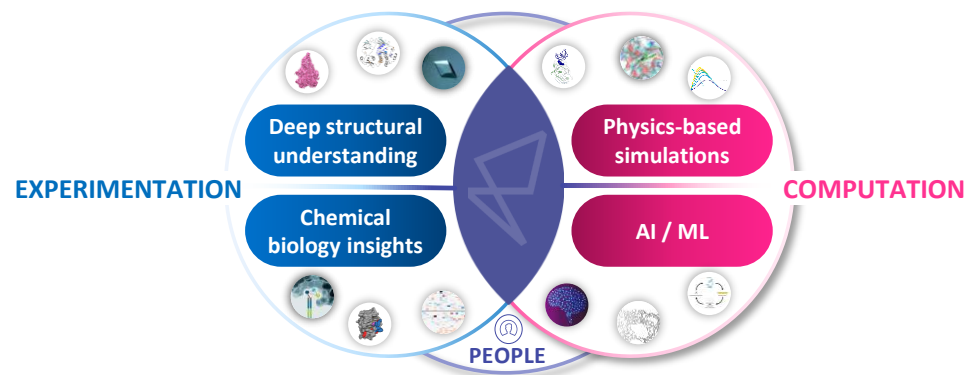 Deep structural
understanding
Physics-based
simulations
EXPERIMENTATION
COMPUTATION
Chemical
biology insights
AI / ML
PEOPLE